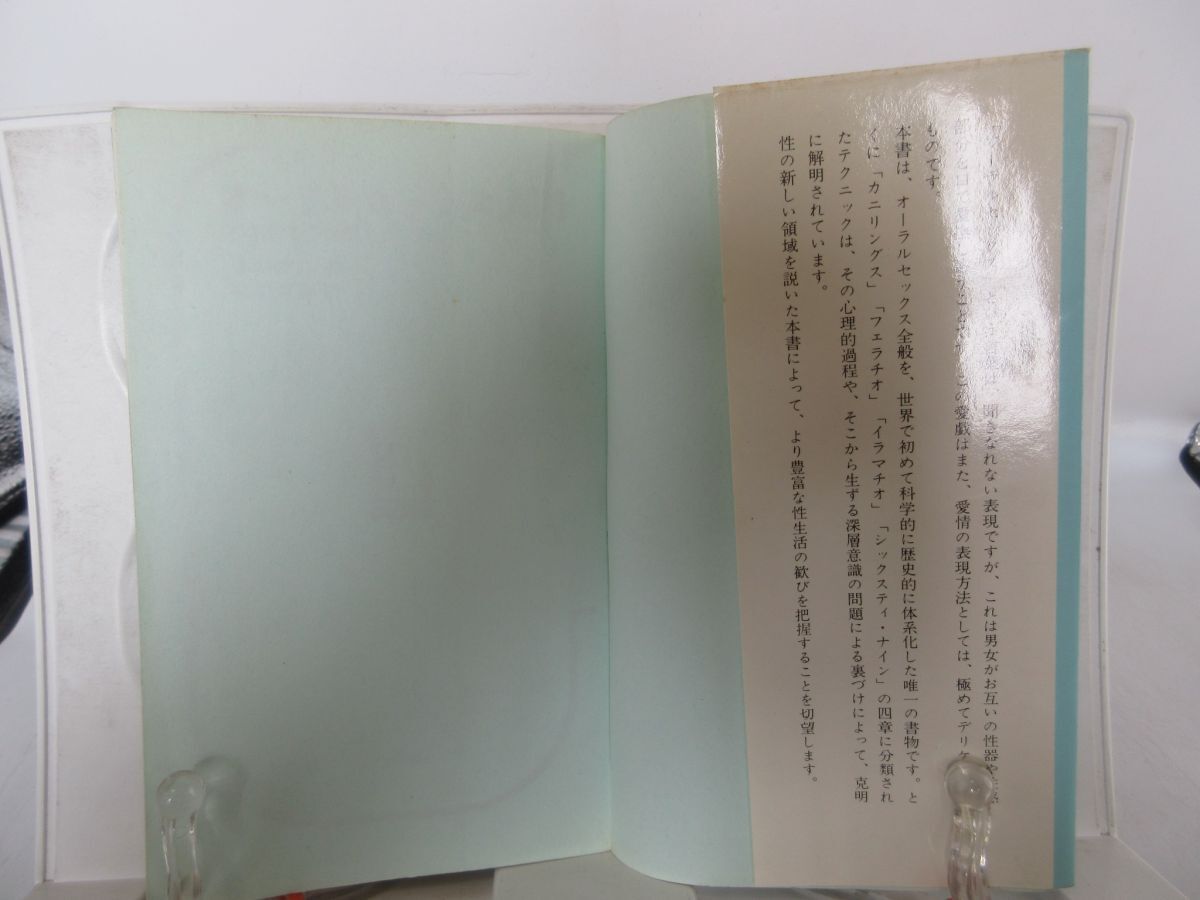 は、聞きなれない表現ですが、これは男女がお互いの性器や
この愛戯はまた、愛情の表現方法としては、極めてデリケ
ものです。
本書は、オーラルセックス全般を、世界で初めて科学的に歴史的に体系化した唯一の書物です。と
くに「カニリングス」「フェラチオ」「イラマチオ」「シックスティ・ナイン」の四章に分類され
たテクニックは、その心理的過程や、そこから生ずる深層意識の問題による裏づけによって、克明
に解明されています。
性の新しい領域を説いた本書によって、より豊富な性生活の歓びを把握することを切望します。